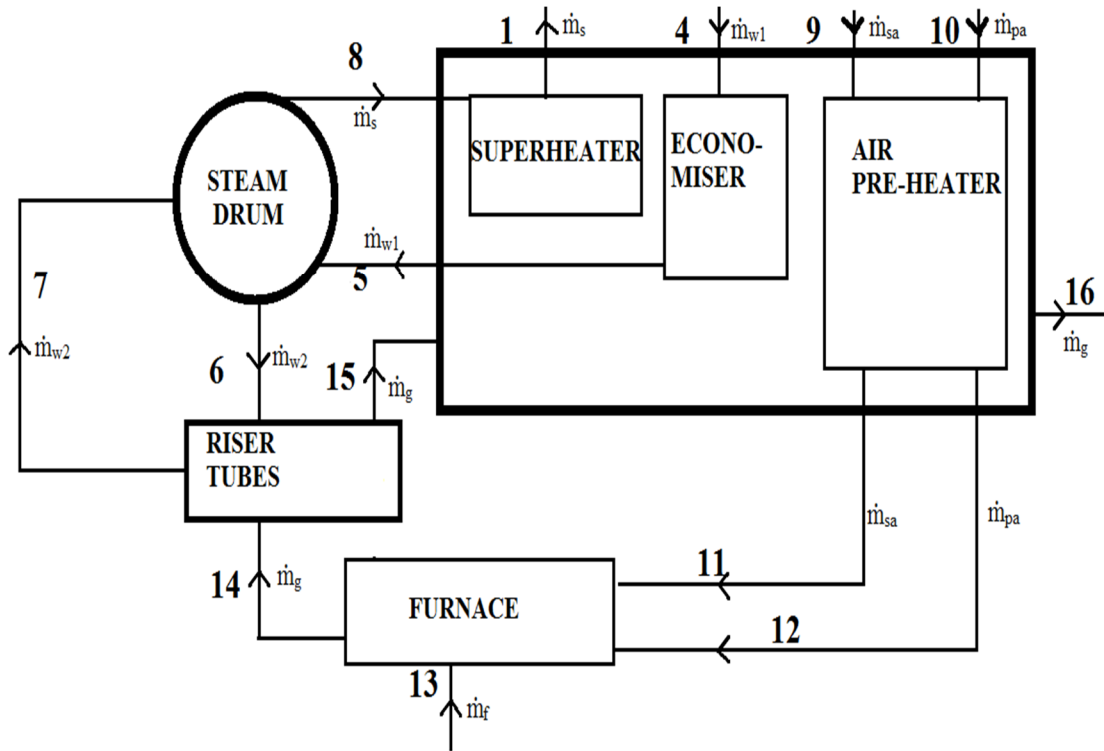 1
ṁs
4
ṁw1
9
ṁsa
10
ṁpa
8
ṁs
STEAM
DRUM
SUPERHEATER
ECONO-
MISER
AIR
PRE-HEATER
ṁw1
5
7
ṁw2
6
ṁw2
15
ṁg
16
ṁg
RISER
TUBES
ṁsa
ṁpa
14
ṁg
11
FURNACE
12
13
ṁf